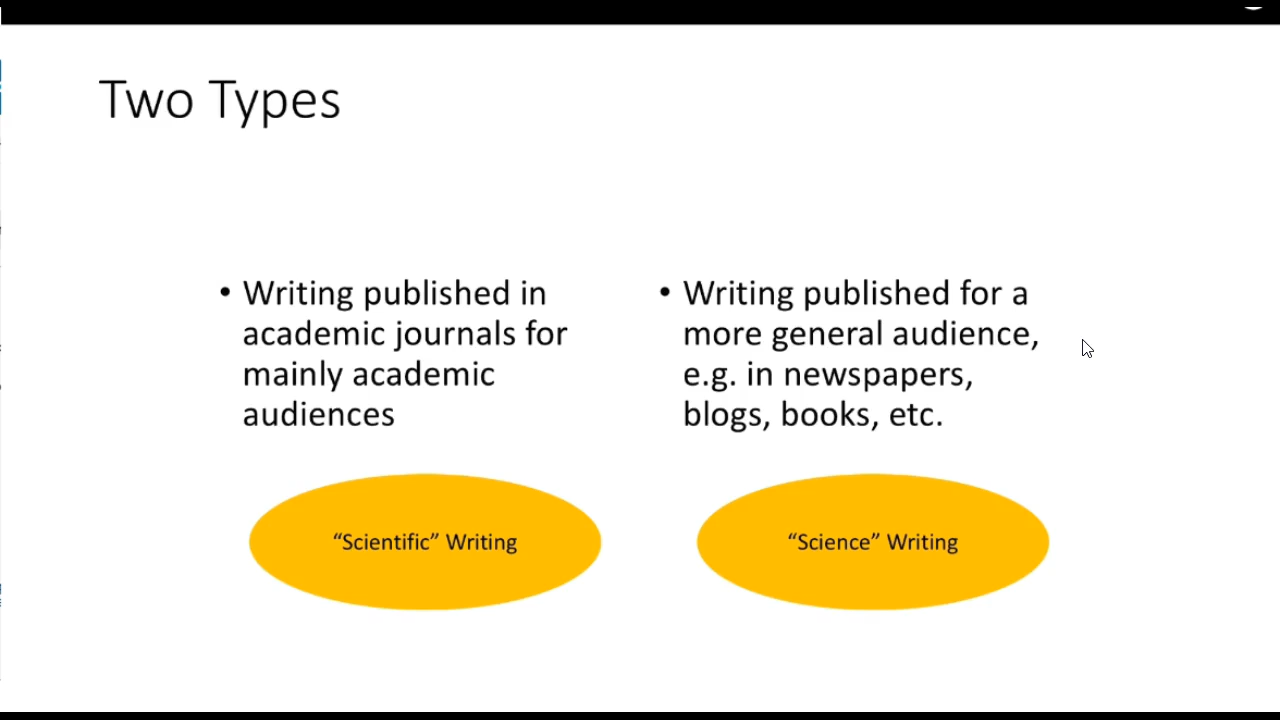 Two Types
• Writing published in
academic journals for
mainly academic
audiences
• Writing published for a
more general audience,
e.g. in newspapers,
blogs, books, etc.
“Scientific” Writing
“Science” Writing